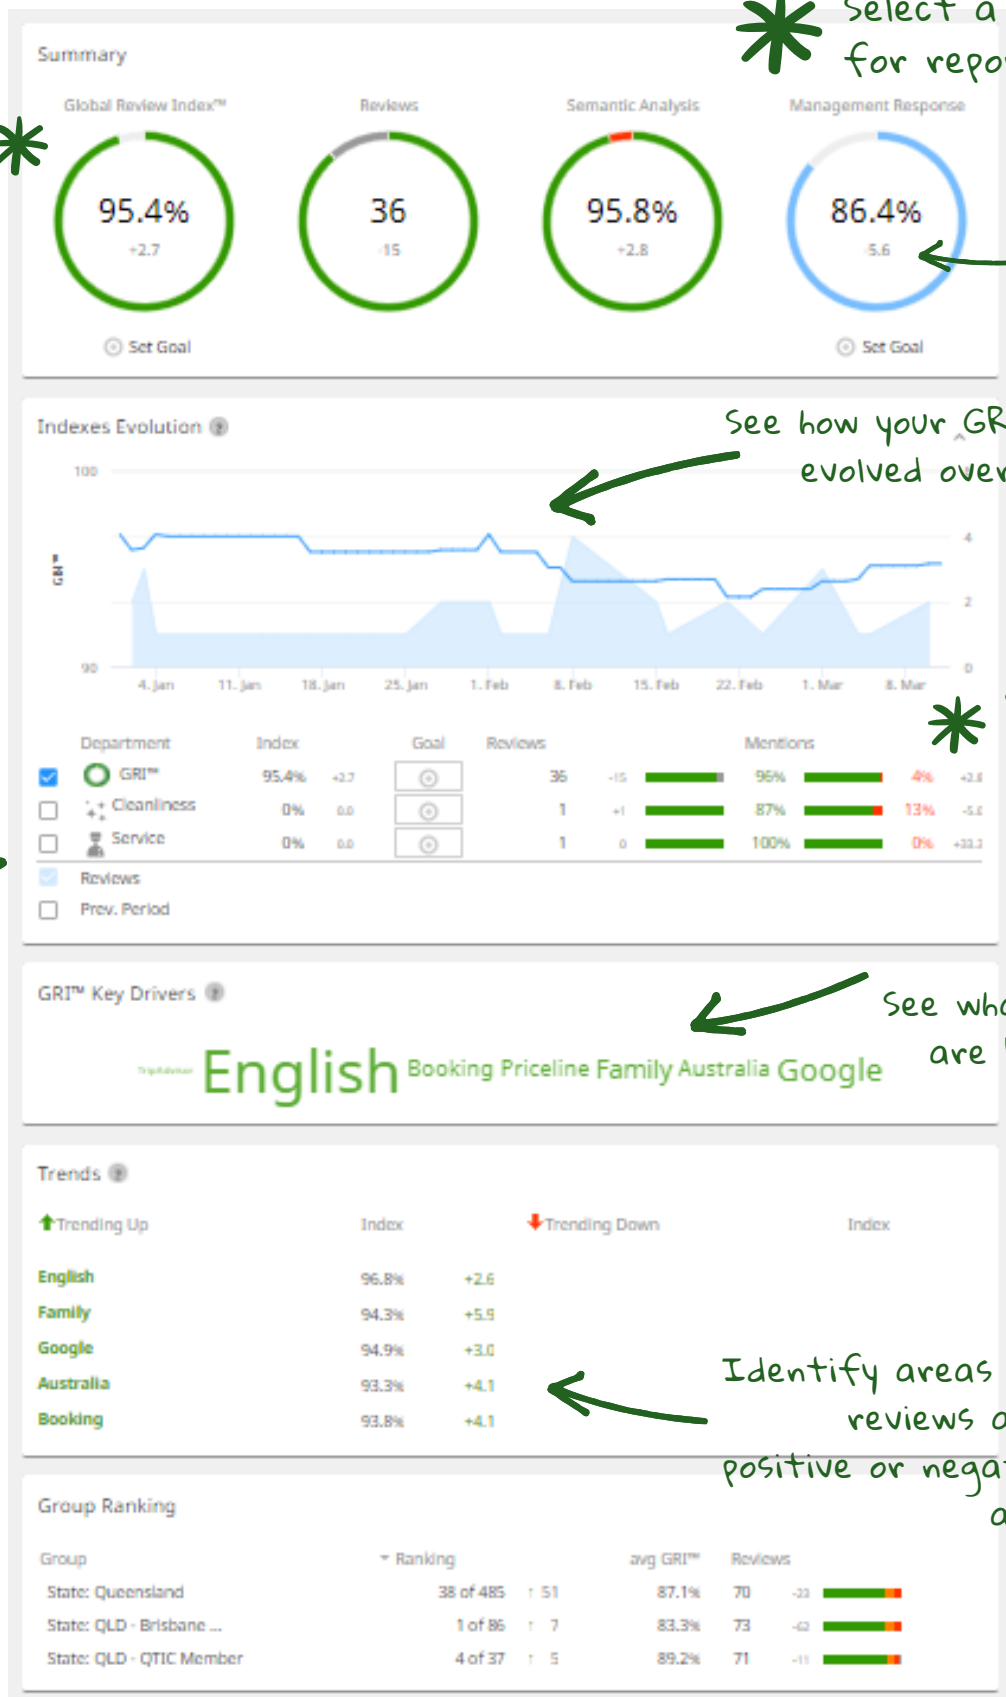 Select a
for repo
Summary
Global Review Index™ Reviews Semantic Analysis Management Response
95.4% 36 95.8% 86.4%
+2.7 -15 +2.8 -5.6
Set Goal Set Goal
Indexes Evolution ?
See how your GR
evolved over
100
4
GRI™
2
90 0
4. Jan 11. Jan 18. Jan 25. Jan 1. Feb 8. Feb 15. Feb 22. Feb 1. Mar 8. Mar
Department Index Goal Reviews Mentions
GRI™ 95.4% +2.7 36 -15 96% 4% +2.8
Cleanliness 0% 0.0 1 +1 87% 13%
Service 0% 0.0 1 0 100% 0%
Reviews
Prev. Period
GRI™ Key Drivers ?
See wha
are
TripAdvisor English Booking Priceline Family Australia Google
Trends ?
Trending Up Index Trending Down Index
English 96.8% +2.6
Family 94.3% +5.9
Google 94.9% +3.0
Australia 93.3% +4.1
Booking 93.8% +4.1
Identify areas
reviews a
positive or negat
a
Group Ranking
Group Ranking avg GRI™ Reviews
State: Queensland 38 of 485 ↑ 51 87.1% 70 -23
State: QLD - Brisbane ... 1 of 86 ↑ 7 83.3% 73 -62
State: QLD - QTIC Member 4 of 37 ↑ 5 89.2% 71 -11